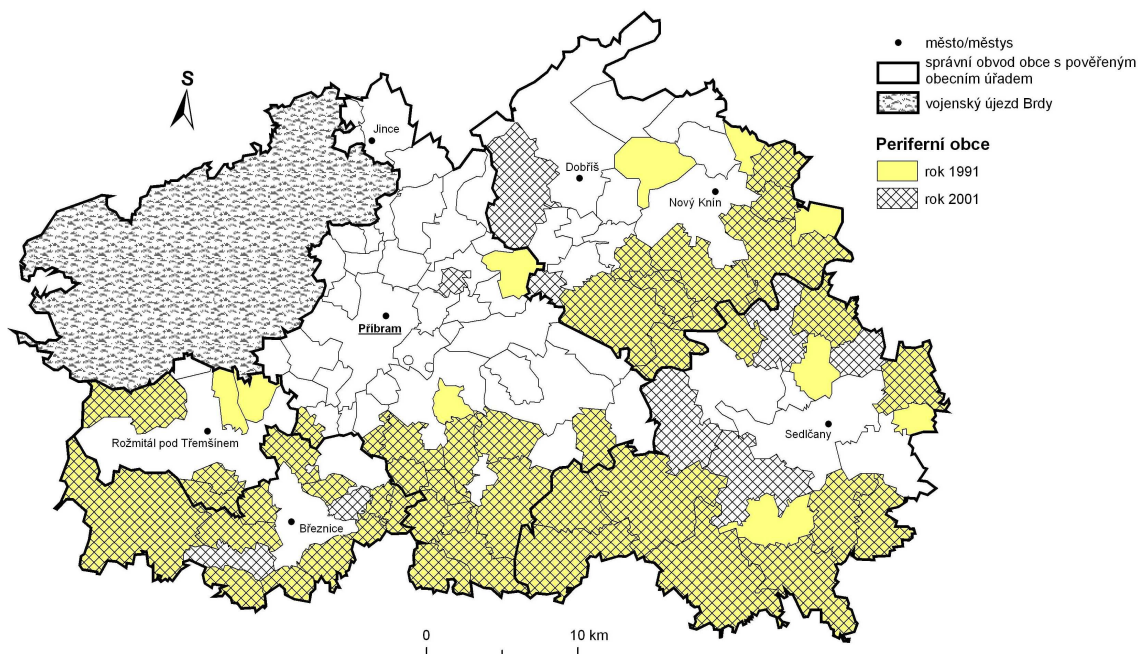 S
město/městys
správní obvod obce s pověřeným
obecním úřadem
vojenský újezd Brdy
Periferní obce
rok 1991
rok 2001
Jince
Dobříš
Nový Knín
Příbram
Rožmitál pod Třemšínem
Sedlčany
Březnice
0 10 km